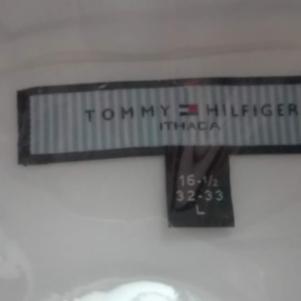 TOMMY HILFIGER
ITHACA
16-½
32-33
L